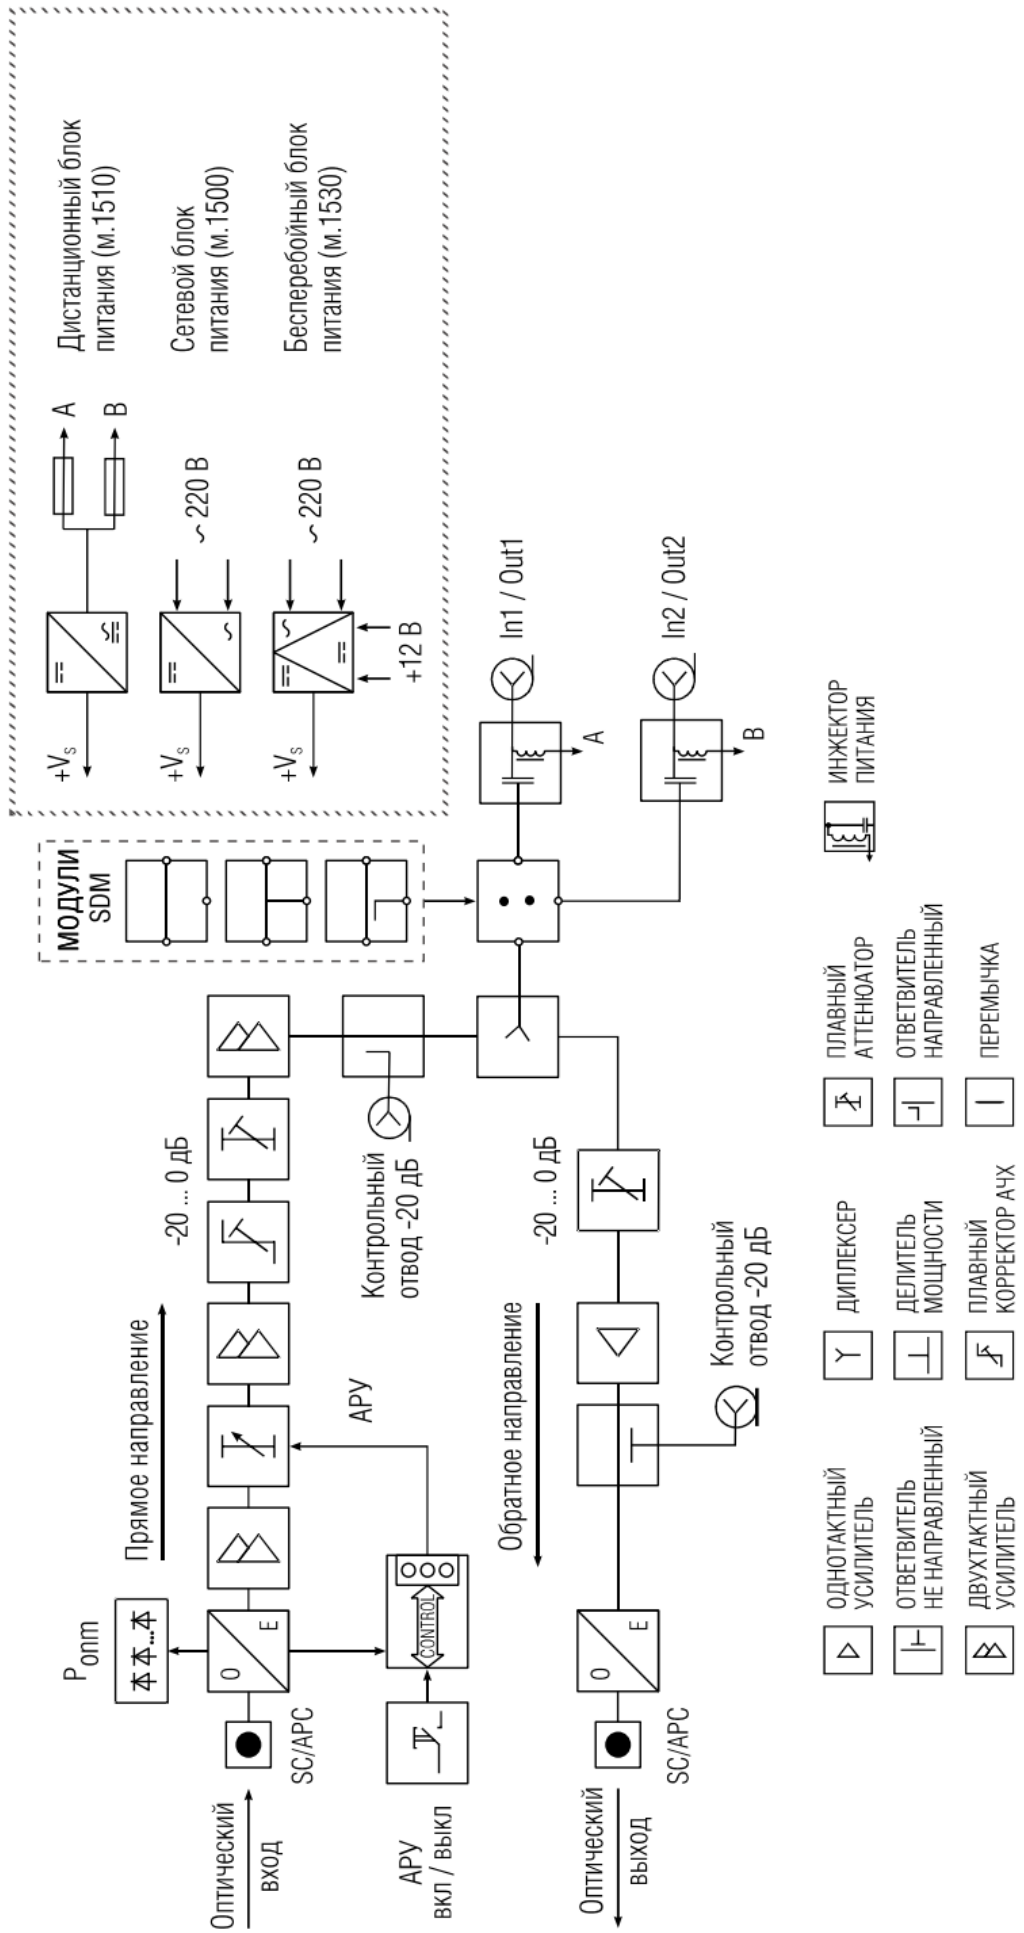 Оптический
вход
SC/APC
Pопт
O
E
Прямое направление
-20 ... 0 дБ
АРУ
CONTROL
АРУ
ВКЛ / ВЫКЛ
Контрольный
отвод -20 дБ
МОДУЛИ
SDM
+Vs
A
B
Дистанционный блок
питания (м.1510)
+Vs
~ 220 В
Сетевой блок
питания (м.1500)
+Vs
~ 220 В
+12 В
Бесперебойный блок
питания (м.1530)
In1 / Out1
A
In2 / Out2
B
Обратное направление
-20 ... 0 дБ
Оптический
выход
SC/APC
O
E
Контрольный
отвод -20 дБ
ОДНОТАКТНЫЙ
УСИЛИТЕЛЬ
ДИПЛЕКСЕР
ПЛАВНЫЙ
АТТЕНЮАТОР
ИНЖЕКТОР
ПИТАНИЯ
ОТВЕТВИТЕЛЬ
НЕ НАПРАВЛЕННЫЙ
ДЕЛИТЕЛЬ
МОЩНОСТИ
ОТВЕТВИТЕЛЬ
НАПРАВЛЕННЫЙ
ДВУХТАКТНЫЙ
УСИЛИТЕЛЬ
ПЛАВНЫЙ
КОРРЕКТОР АЧХ
ПЕРЕМЫЧКА